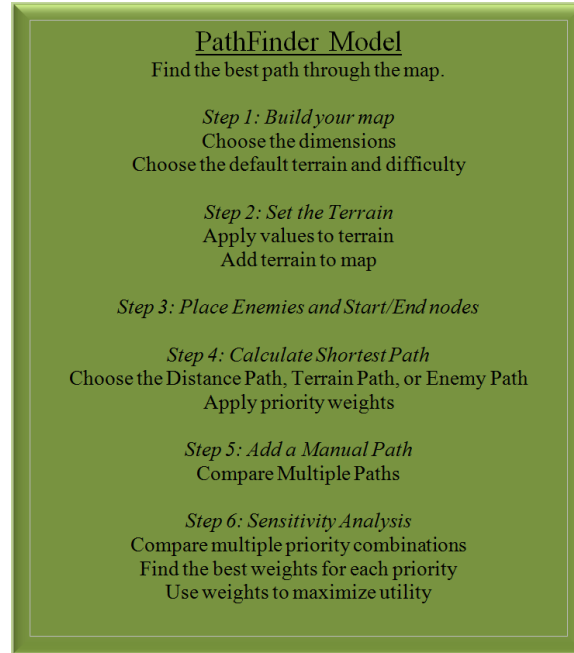 PathFinder Model
Find the best path through the map.
Step 1: Build your map
Choose the dimensions
Choose the default terrain and difficulty
Step 2: Set the Terrain
Apply values to terrain
Add terrain to map
Step 3: Place Enemies and Start/End nodes
Step 4: Calculate Shortest Path
Choose the Distance Path, Terrain Path, or Enemy Path
Apply priority weights
Step 5: Add a Manual Path
Compare Multiple Paths
Step 6: Sensitivity Analysis
Compare multiple priority combinations
Find the best weights for each priority
Use weights to maximize utility